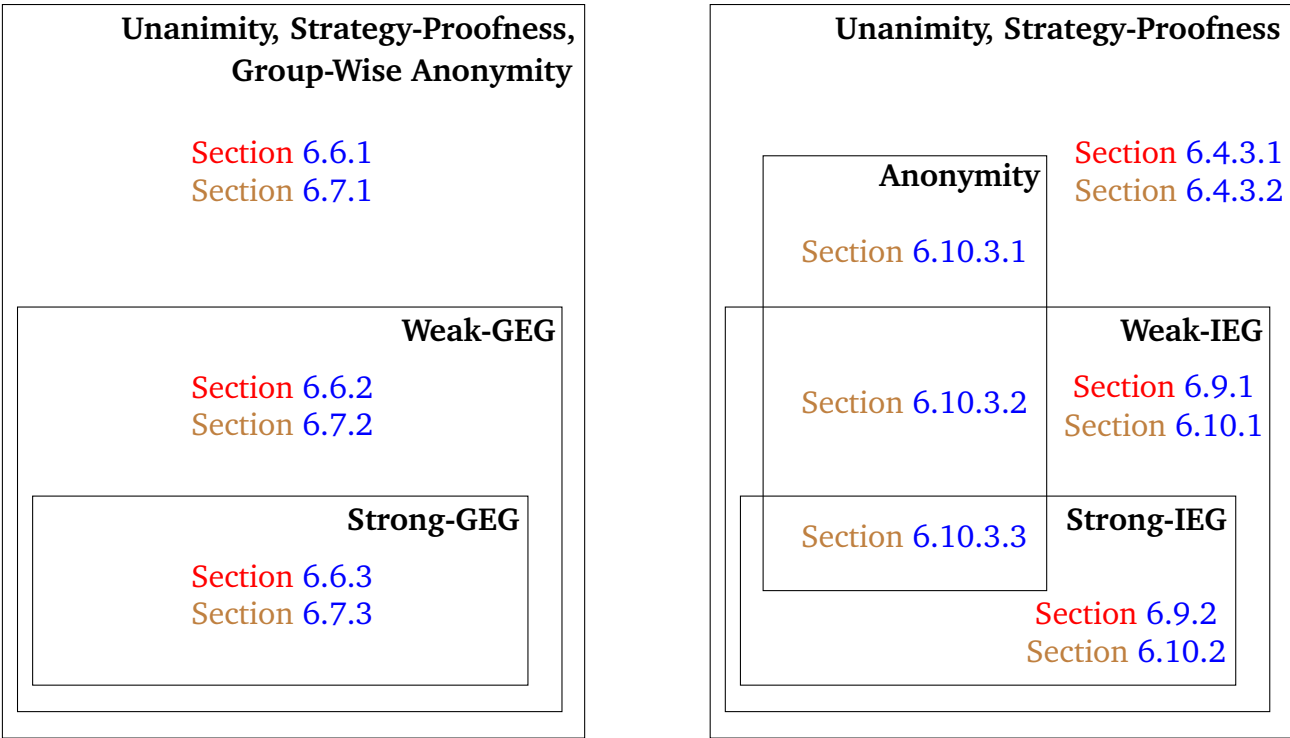 Unanimity, Strategy-Proofness,
Group-Wise Anonymity
Section 6.6.1
Section 6.7.1
Weak-GEG
Section 6.6.2
Section 6.7.2
Strong-GEG
Section 6.6.3
Section 6.7.3
Unanimity, Strategy-Proofness
Section 6.4.3.1
Section 6.4.3.2
Anonymity
Section 6.10.3.1
Weak-IEG
Section 6.9.1
Section 6.10.1
Section 6.10.3.2
Strong-IEG
Section 6.10.3.3
Section 6.9.2
Section 6.10.2